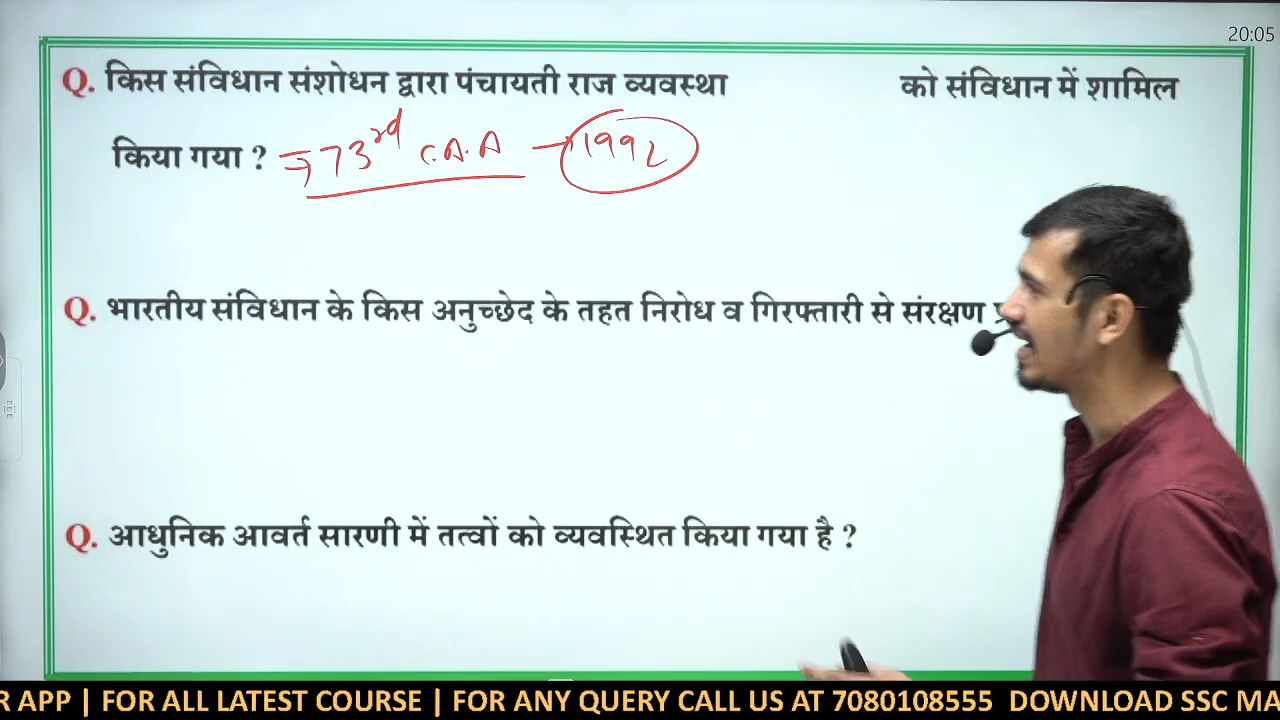 20:05
Q. किस संविधान संशोधन द्वारा पंचायती राज व्यवस्था को संविधान में शामिल
किया गया ? ⇒ 73rd C.A.A → 1992
Q. भारतीय संविधान के किस अनुच्छेद के तहत निरोध व गिरफ्तारी से संरक्षण
Q. आधुनिक आवर्त सारणी में तत्वों को व्यवस्थित किया गया है ?
R APP | FOR ALL LATEST COURSE | FOR ANY QUERY CALL US AT 7080108555 DOWNLOAD SSC MA